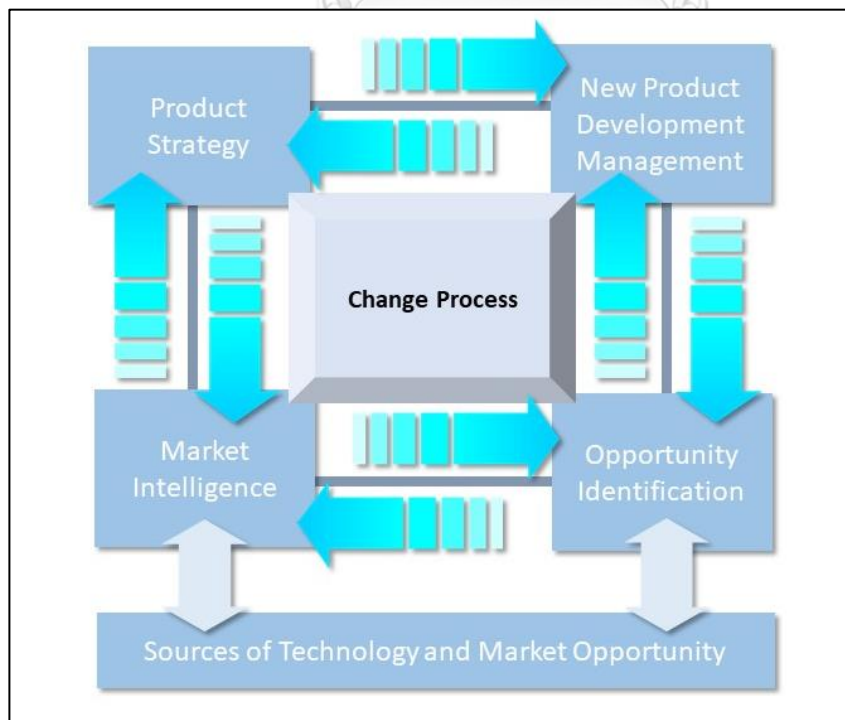 Product
Strategy
New Product
Development
Management
Change Process
Market
Intelligence
Opportunity
Identification
Sources of Technology and Market Opportunity